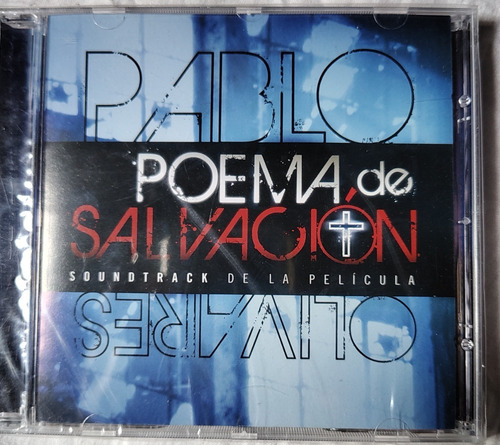 PABLO
POEMA de
SALVACIÓN
SOUNDTRACK DE LA PELÍCULA
OLIVARES